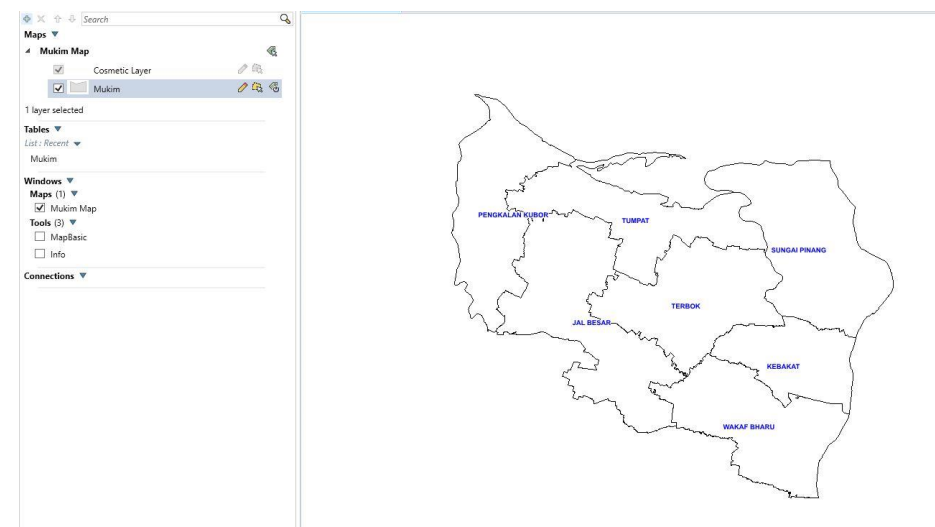 Search
Maps
Mukim Map
Cosmetic Layer
Mukim
1 layer selected
Tables
List : Recent
Mukim
Windows
Maps (1)
Mukim Map
Tools (3)
MapBasic
Info
Connections
PENGKALAN KUBOR
TUMPAT
SUNGAI PINANG
TERBOK
JAL BESAR
KEBAKAT
WAKAF BHARU